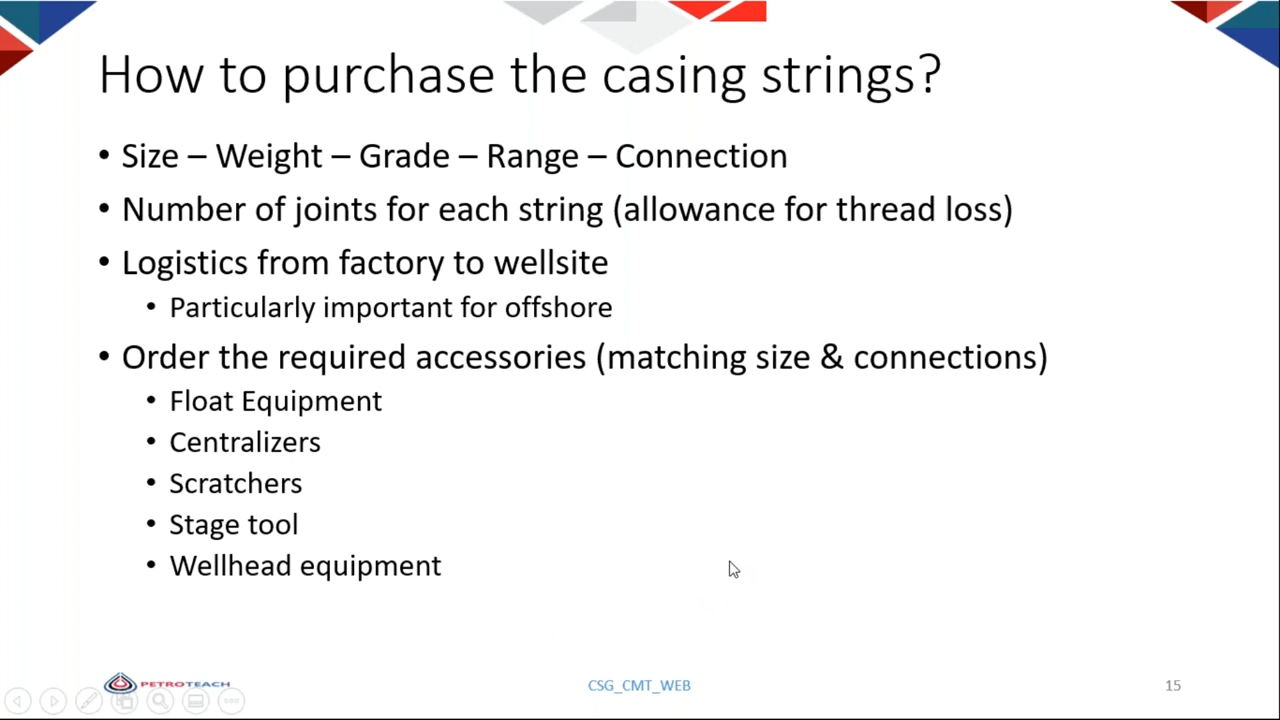 How to purchase the casing strings?
• Size – Weight – Grade – Range – Connection
• Number of joints for each string (allowance for thread loss)
• Logistics from factory to wellsite
• Particularly important for offshore
• Order the required accessories (matching size & connections)
• Float Equipment
• Centralizers
• Scratchers
• Stage tool
• Wellhead equipment
PETROTEACH
CSG_CMT_WEB
15